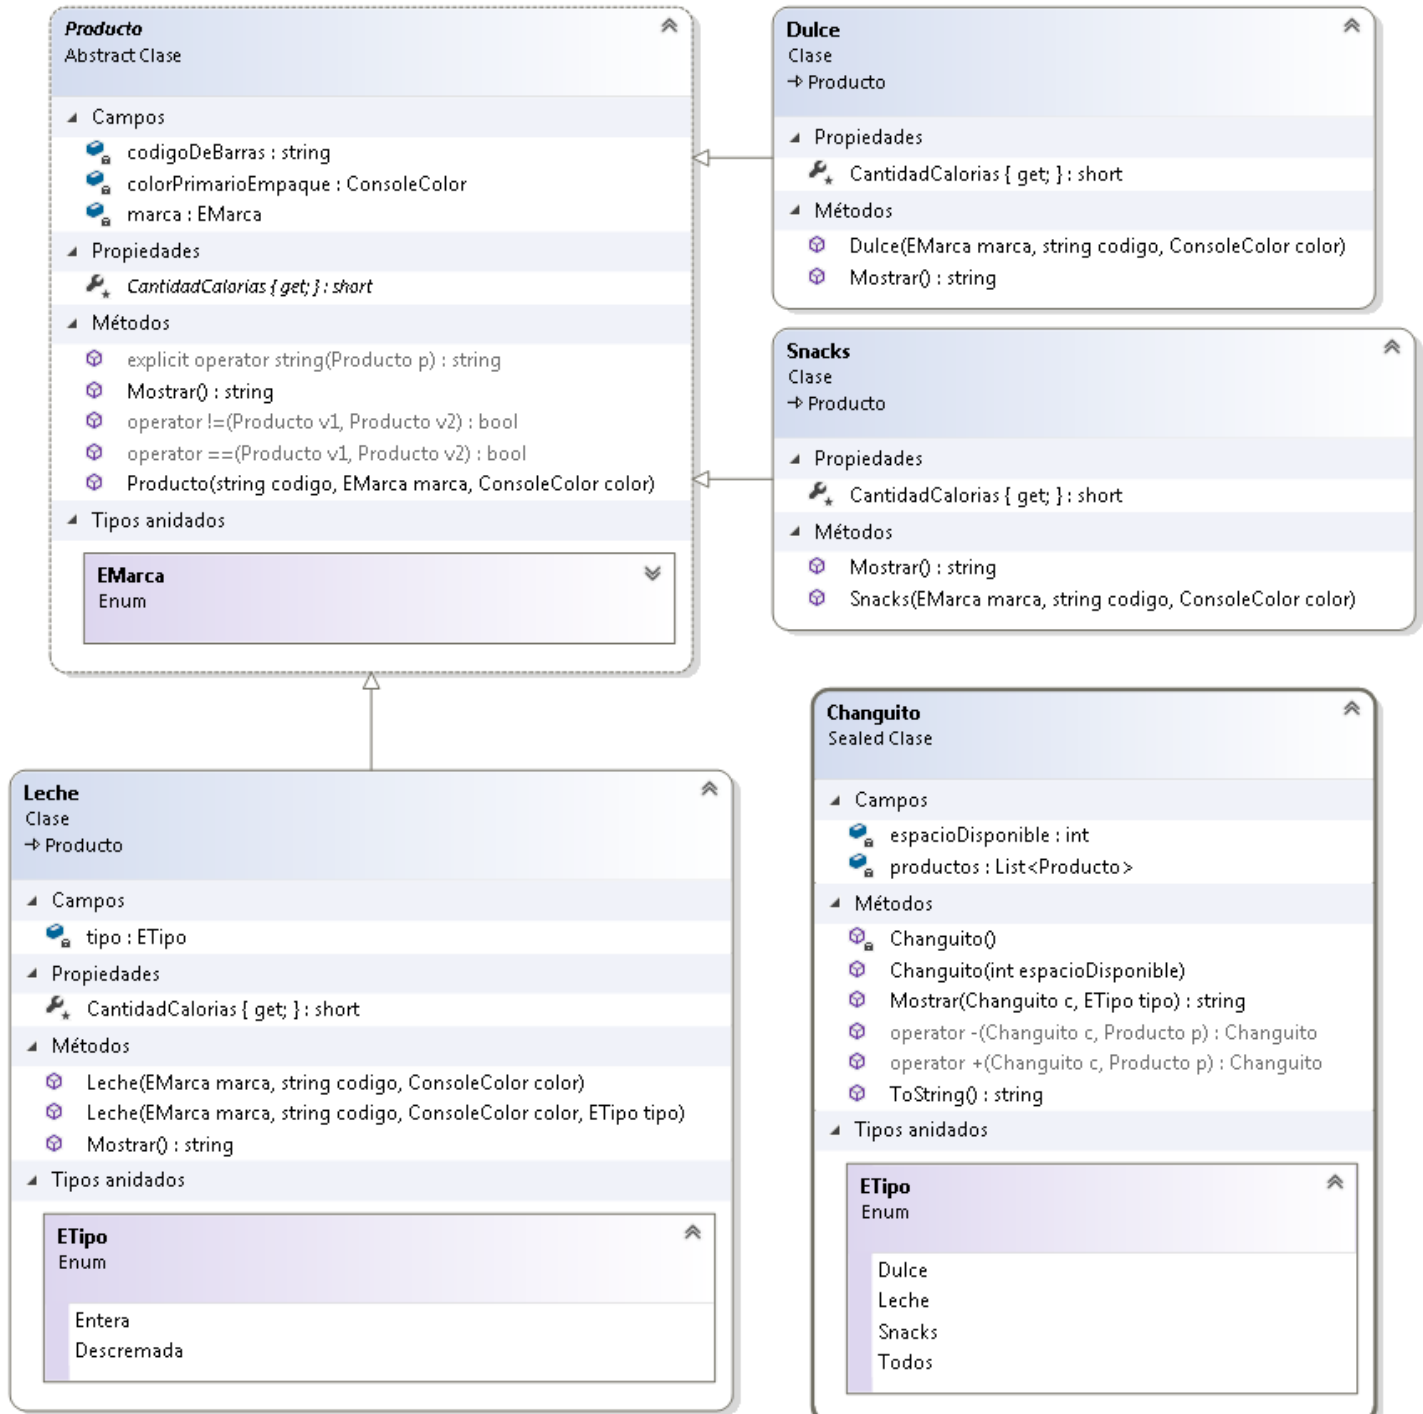 Producto
Abstract Clase
Campos
codigoDeBarras : string
colorPrimarioEmpaque : ConsoleColor
marca : EMarca
Propiedades
CantidadCalorias { get; } : short
Métodos
explicit operator string(Producto p) : string
Mostrar() : string
operator !=(Producto v1, Producto v2) : bool
operator ==(Producto v1, Producto v2) : bool
Producto(string codigo, EMarca marca, ConsoleColor color)
Tipos anidados
EMarca
Enum
Dulce
Clase
Producto
Propiedades
CantidadCalorias { get; } : short
Métodos
Dulce(EMarca marca, string codigo, ConsoleColor color)
Mostrar() : string
Snacks
Clase
Producto
Propiedades
CantidadCalorias { get; } : short
Métodos
Mostrar() : string
Snacks(EMarca marca, string codigo, ConsoleColor color)
Leche
Clase
Producto
Campos
tipo : ETipo
Propiedades
CantidadCalorias { get; } : short
Métodos
Leche(EMarca marca, string codigo, ConsoleColor color)
Leche(EMarca marca, string codigo, ConsoleColor color, ETipo tipo)
Mostrar() : string
Tipos anidados
ETipo
Enum
Entera
Descremada
Changuito
Sealed Clase
Campos
espacioDisponible : int
productos : List<Producto>
Métodos
Changuito()
Changuito(int espacioDisponible)
Mostrar(Changuito c, ETipo tipo) : string
operator -(Changuito c, Producto p) : Changuito
operator +(Changuito c, Producto p) : Changuito
ToString() : string
Tipos anidados
ETipo
Enum
Dulce
Leche
Snacks
Todos